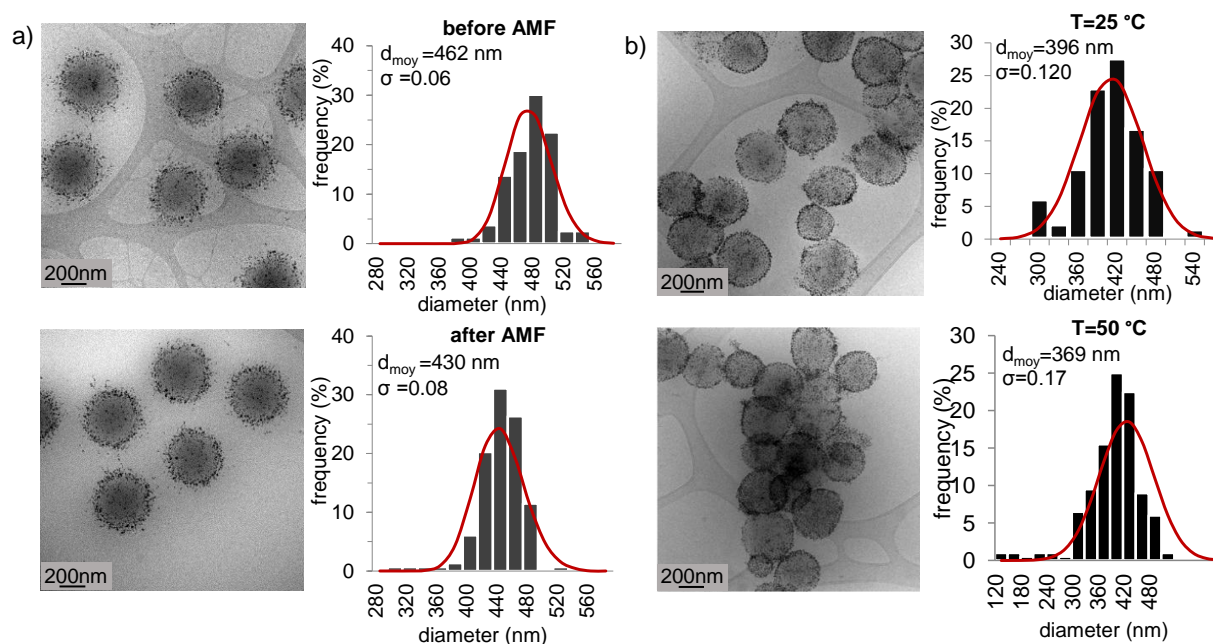 a)
before AMF
d_moy=462 nm
σ =0.06
frequency (%)
40
30
20
10
0
280
320
360
400
440
480
520
560
diameter (nm)
200nm
after AMF
d_moy=430 nm
σ =0.08
frequency (%)
40
30
20
10
0
280
320
360
400
440
480
520
560
diameter (nm)
200nm
b)
T=25 °C
d_moy=396 nm
σ=0.120
frequency (%)
30
25
20
15
10
5
0
240
300
360
420
480
540
diameter (nm)
200nm
T=50 °C
d_moy=369 nm
σ=0.17
frequency (%)
30
25
20
15
10
5
0
120
180
240
300
360
420
480
diameter (nm)
200nm